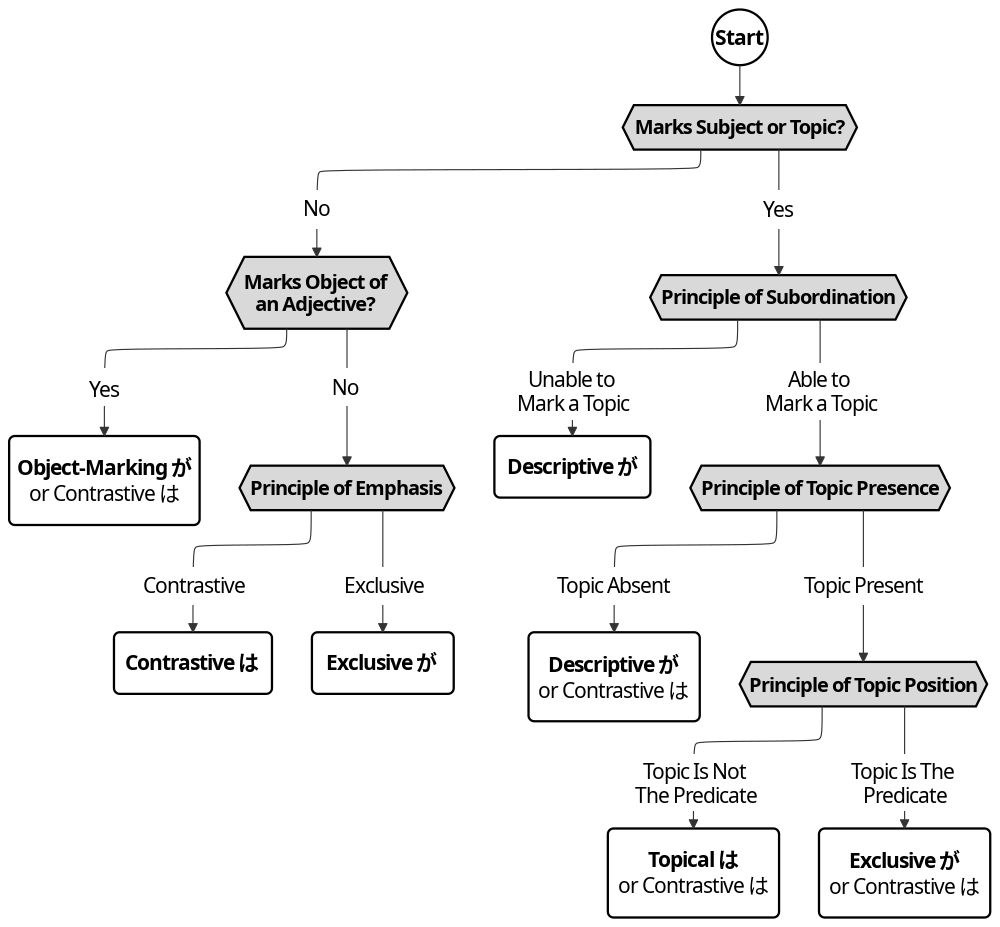 Start
Marks Subject or Topic?
No
Yes
Marks Object of
an Adjective?
Principle of Subordination
Yes
No
Unable to
Mark a Topic
Able to
Mark a Topic
Object-Marking が
or Contrastive は
Principle of Emphasis
Descriptive が
Principle of Topic Presence
Contrastive
Exclusive
Topic Absent
Topic Present
Contrastive は
Exclusive が
Descriptive が
or Contrastive は
Principle of Topic Position
Topic Is Not
The Predicate
Topic Is The
Predicate
Topical は
or Contrastive は
Exclusive が
or Contrastive は